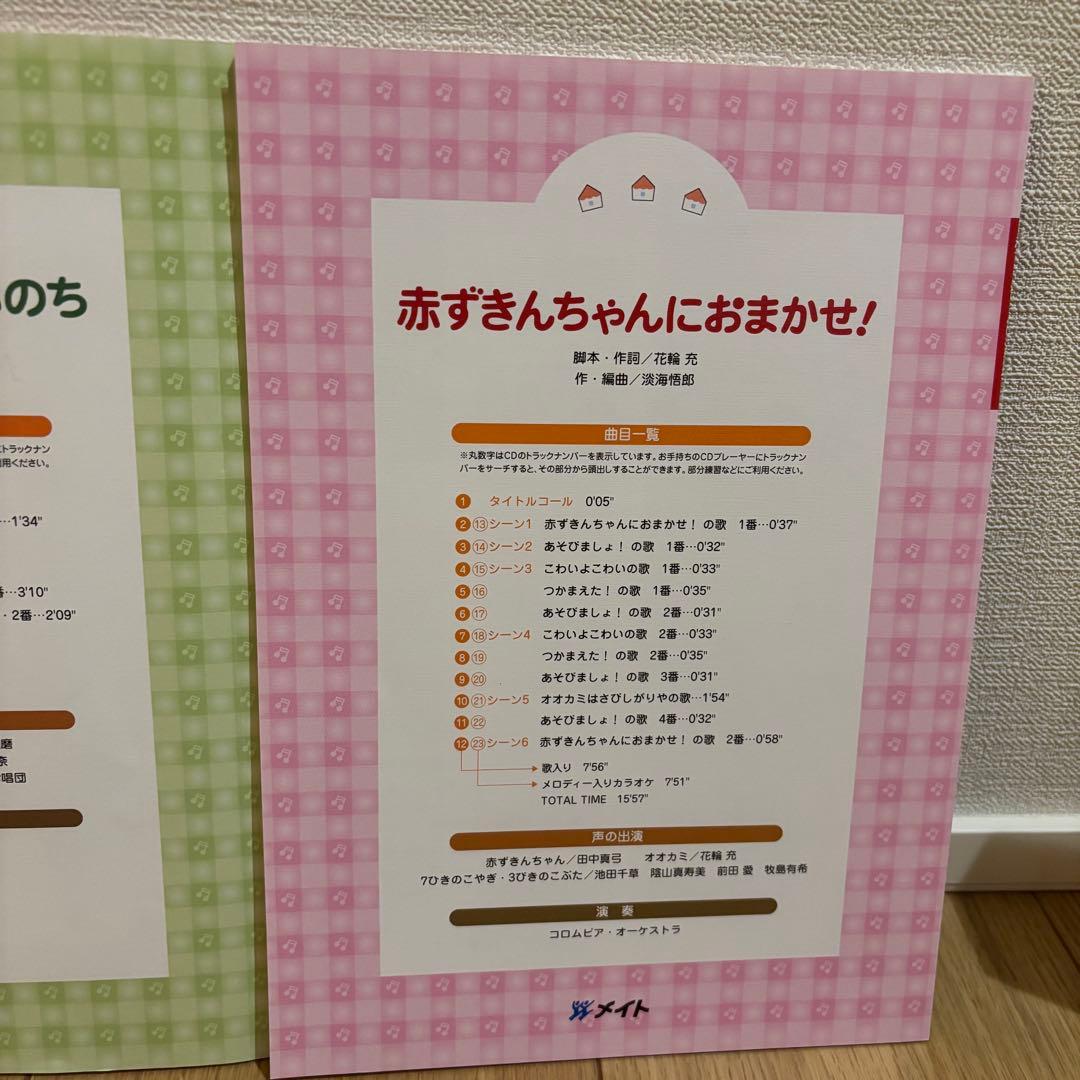 のち
トラックナン
用ください。
…1'34"
…3'10"
・2番…2'09"
磨
奈
唱団
赤ずきんちゃんにおまかせ!
脚本・作詞／花輪 充
作・編曲／淡海悟郎
曲目一覧
※丸数字はCDのトラックナンバーを表示しています。お手持ちのCDプレーヤーにトラックナン
バーをサーチすると、その部分から頭出しすることができます。部分練習などにご利用ください。
❶ タイトルコール 0'05"
❷⑬シーン1 赤ずきんちゃんにおまかせ! の歌 1番…0'37"
❸⑭シーン2 あそびましょ! の歌 1番…0'32"
❹⑮シーン3 こわいよこわいの歌 1番…0'33"
❺⑯ つかまえた! の歌 1番…0'35"
❻⑰ あそびましょ! の歌 2番…0'31"
❼⑱シーン4 こわいよこわいの歌 2番…0'33"
❽⑲ つかまえた! の歌 2番…0'35"
❾⑳ あそびましょ! の歌 3番…0'31"
❿㉑シーン5 オオカミはさびしがりやの歌…1'54"
⓫㉒ あそびましょ! の歌 4番…0'32"
⓬㉓シーン6 赤ずきんちゃんにおまかせ! の歌 2番…0'58"
歌入り 7'56"
メロディー入りカラオケ 7'51"
TOTAL TIME 15'57"
声の出演
赤ずきんちゃん／田中真弓 オオカミ／花輪 充
7ひきのこやぎ・3びきのこぶた／池田千草 陰山真寿美 前田 愛 牧島有希
演 奏
コロムビア・オーケストラ
メイト